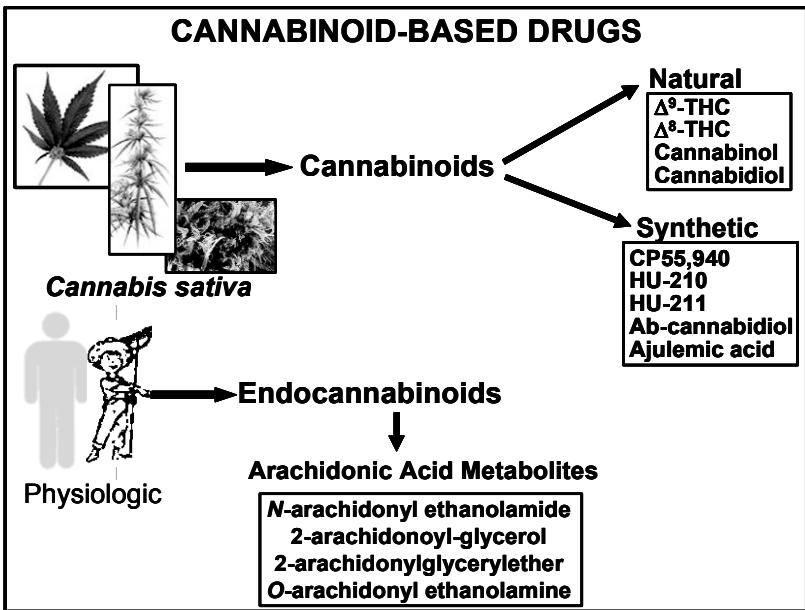 CANNABINOID-BASED DRUGS
Natural
Δ⁹-THC
Δ⁸-THC
Cannabinol
Cannabidiol
Cannabinoids
Synthetic
CP55,940
HU-210
HU-211
Ab-cannabidiol
Ajulemic acid
Cannabis sativa
Endocannabinoids
Arachidonic Acid Metabolites
Physiologic
N-arachidonyl ethanolamide
2-arachidonoyl-glycerol
2-arachidonylglycerylether
O-arachidonyl ethanolamine